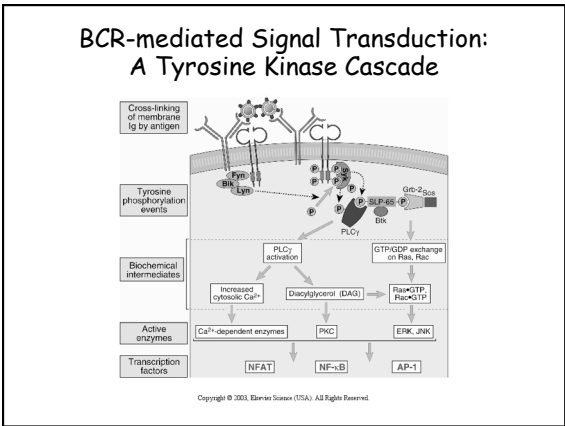 BCR-mediated Signal Transduction:
A Tyrosine Kinase Cascade
Cross-linking
of membrane
Ig by antigen
Fyn
Blk
Lyn
P
P
P
P
Syk
P
P
P
Tyrosine
phosphorylation
events
P
SLP-65
P
Grb-2
Sos
Btk
PLCγ
Biochemical
intermediates
PLCγ
activation
GTP/GDP exchange
on Ras, Rac
Increased
cytosolic Ca2+
Diacylglycerol (DAG)
Ras•GTP,
Rac•GTP
Active
enzymes
Ca2+-dependent enzymes
PKC
ERK, JNK
Transcription
factors
NFAT
NF-κB
AP-1
Copyright © 2003, Elsevier Science (USA). All Rights Reserved.